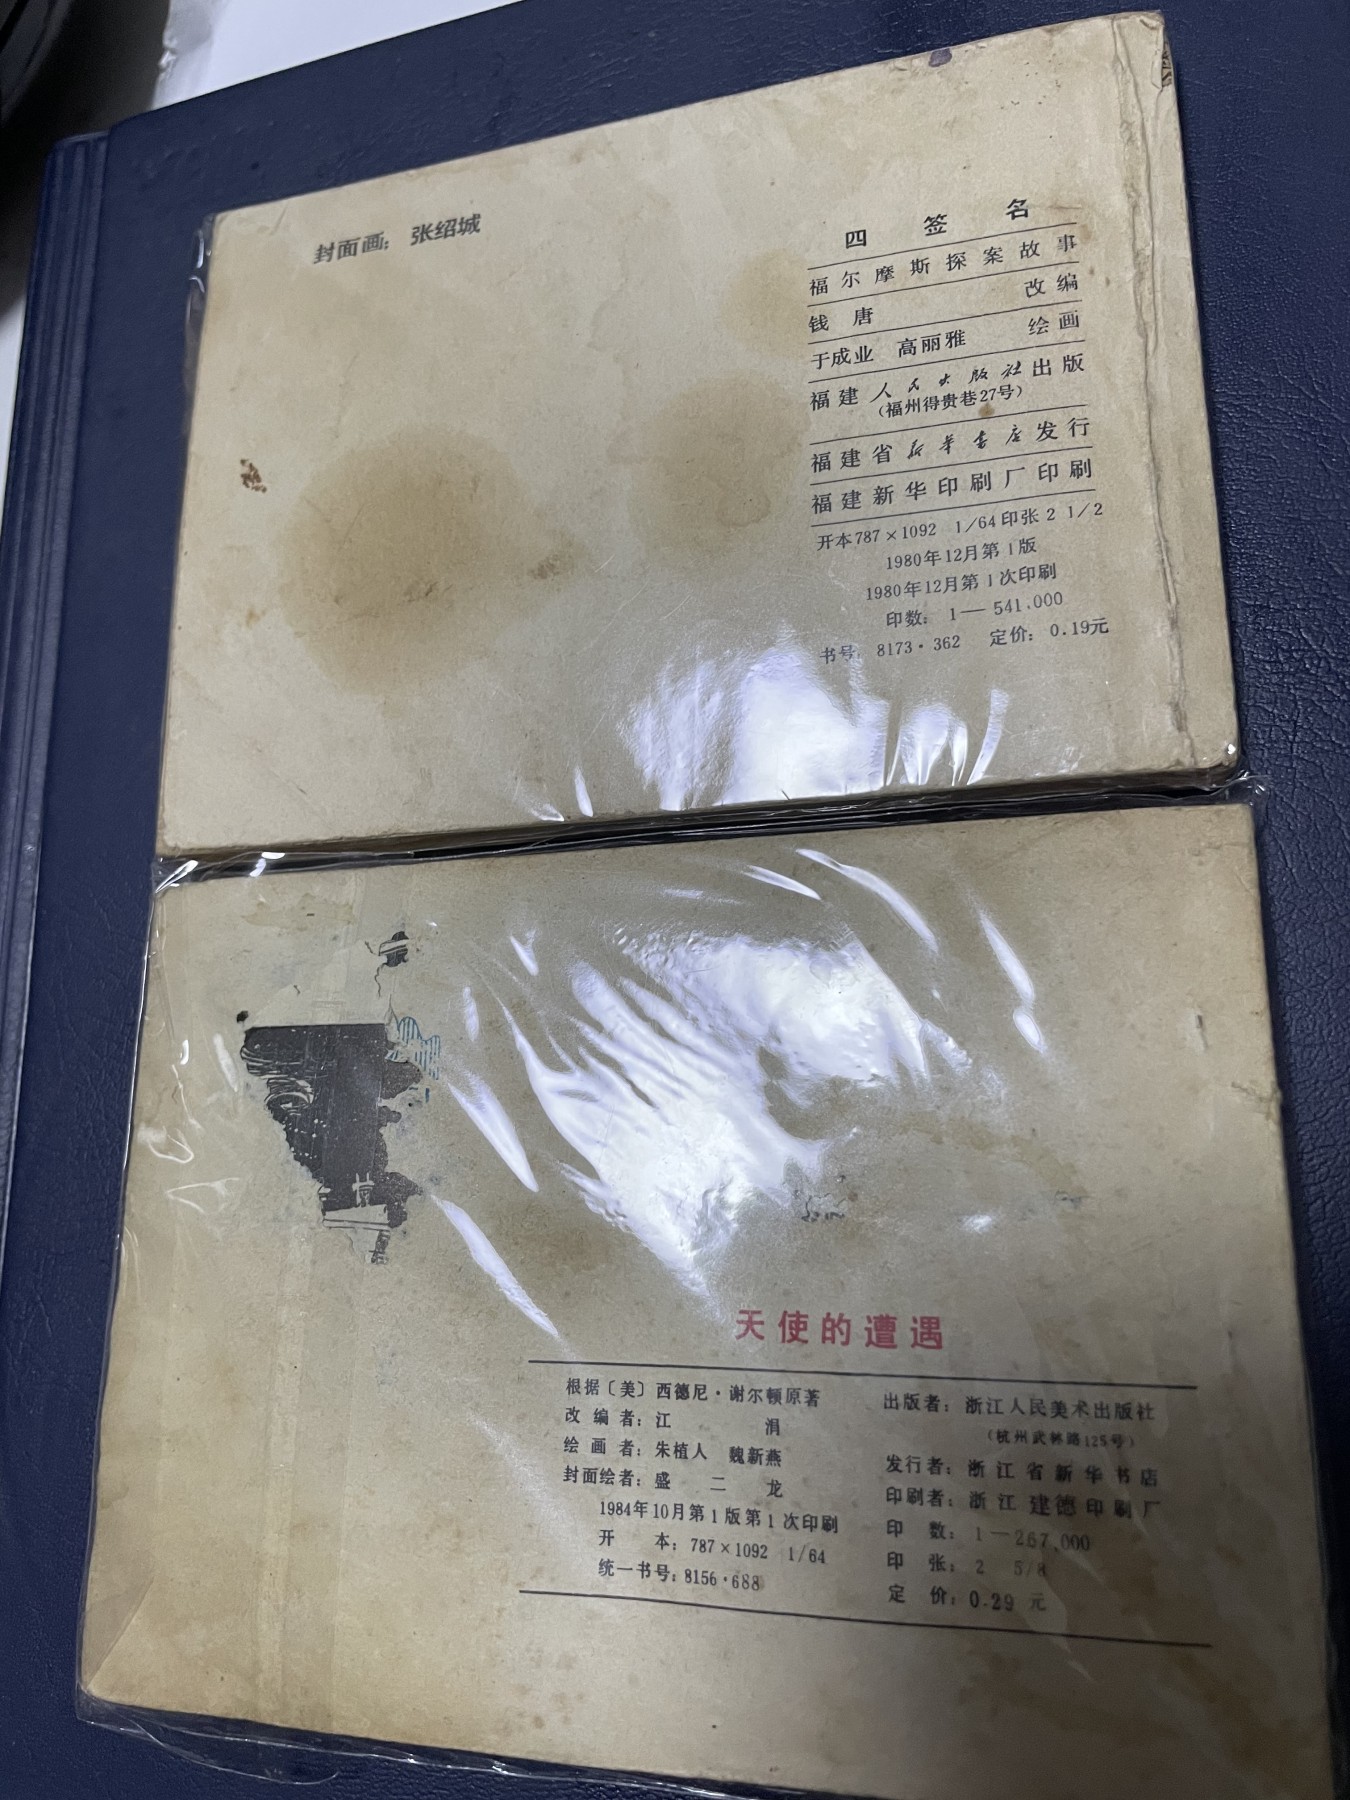 封面画：张绍城
四签名
福尔摩斯探案故事
钱唐 改编
于成业 高丽雅 绘画
福建人民出版社出版
（福州得贵巷27号）
福建省新华书店发行
福建新华印刷厂印刷
开本787×1092 1/64印张2 1/2
1980年12月第1版
1980年12月第1次印刷
印数：1—541,000
书号：8173·362 定价：0.19元
天使的遭遇
根据〔美〕西德尼·谢尔顿原著
改编者：江涓
绘画者：朱植人 魏新燕
封面绘者：盛二龙
1984年10月第1版第1次印刷
开本：787×1092 1/64
统一书号：8156·688
出版者：浙江人民美术出版社
（杭州武林路125号）
发行者：浙江省新华书店
印刷者：浙江建德印刷厂
印数：1—267,000
印张：2 5/8
定价：0.29元